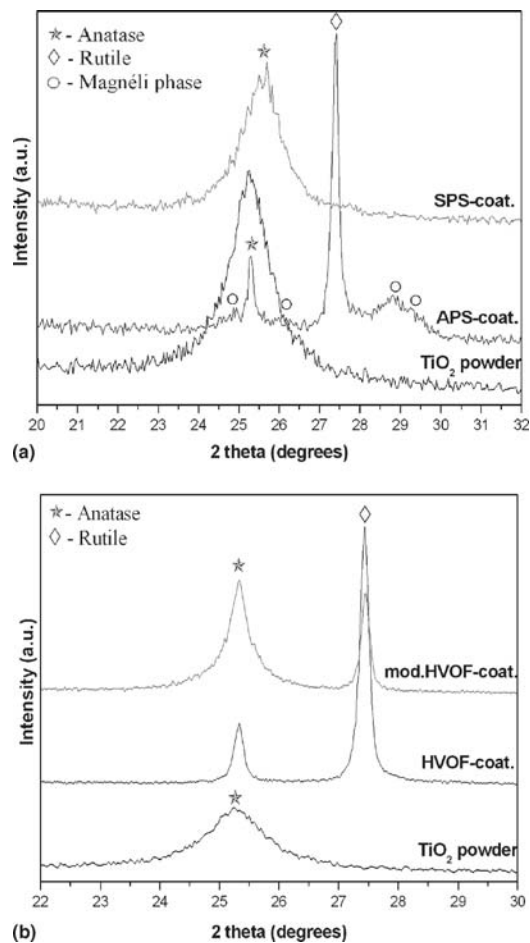 ☆ - Anatase
◇ - Rutile
○ - Magnéli phase
Intensity (a.u.)
SPS-coat.
APS-coat.
TiO₂ powder
20 21 22 23 24 25 26 27 28 29 30 31 32
(a) 2 theta (degrees)
☆ - Anatase
◇ - Rutile
Intensity (a.u.)
mod.HVOF-coat.
HVOF-coat.
TiO₂ powder
22 23 24 25 26 27 28 29 30
(b) 2 theta (degrees)